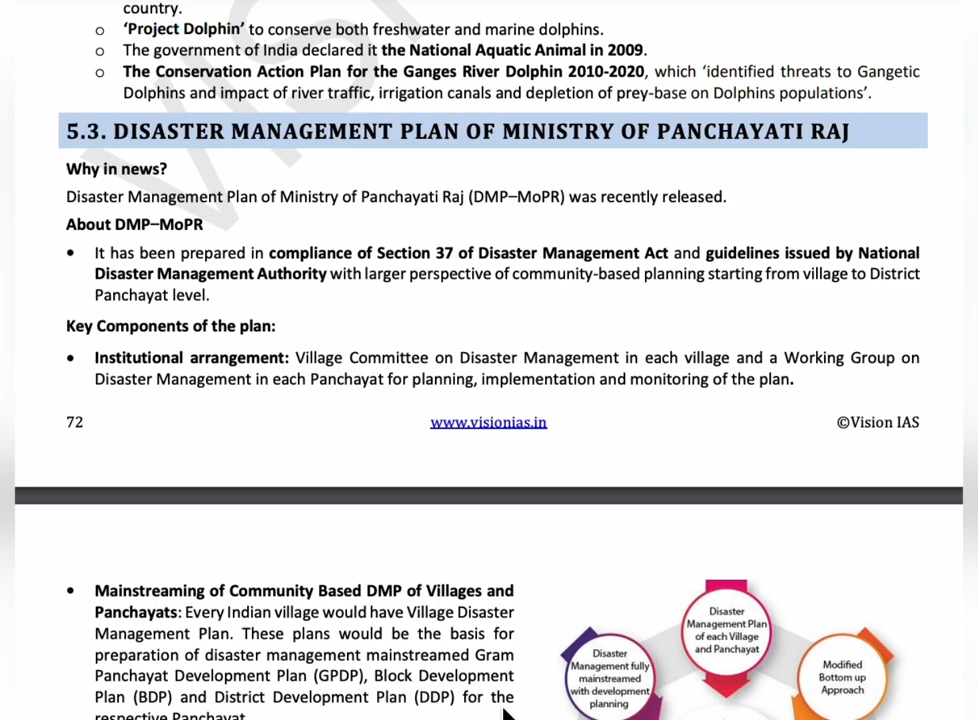 country.
o 'Project Dolphin' to conserve both freshwater and marine dolphins.
o The government of India declared it the National Aquatic Animal in 2009.
o The Conservation Action Plan for the Ganges River Dolphin 2010-2020, which 'identified threats to Gangetic
Dolphins and impact of river traffic, irrigation canals and depletion of prey-base on Dolphins populations'.
5.3. DISASTER MANAGEMENT PLAN OF MINISTRY OF PANCHAYATI RAJ
Why in news?
Disaster Management Plan of Ministry of Panchayati Raj (DMP–MoPR) was recently released.
About DMP–MoPR
• It has been prepared in compliance of Section 37 of Disaster Management Act and guidelines issued by National
Disaster Management Authority with larger perspective of community-based planning starting from village to District
Panchayat level.
Key Components of the plan:
• Institutional arrangement: Village Committee on Disaster Management in each village and a Working Group on
Disaster Management in each Panchayat for planning, implementation and monitoring of the plan.
72 www.visionias.in ©Vision IAS
• Mainstreaming of Community Based DMP of Villages and
Panchayats: Every Indian village would have Village Disaster
Management Plan. These plans would be the basis for
preparation of disaster management mainstreamed Gram
Panchayat Development Plan (GPDP), Block Development
Plan (BDP) and District Development Plan (DDP) for the
respective Panchayat.
Disaster
Management Plan
of each Village
and Panchayat
Disaster
Management fully
mainstreamed
with development
planning
Modified
Bottom up
Approach